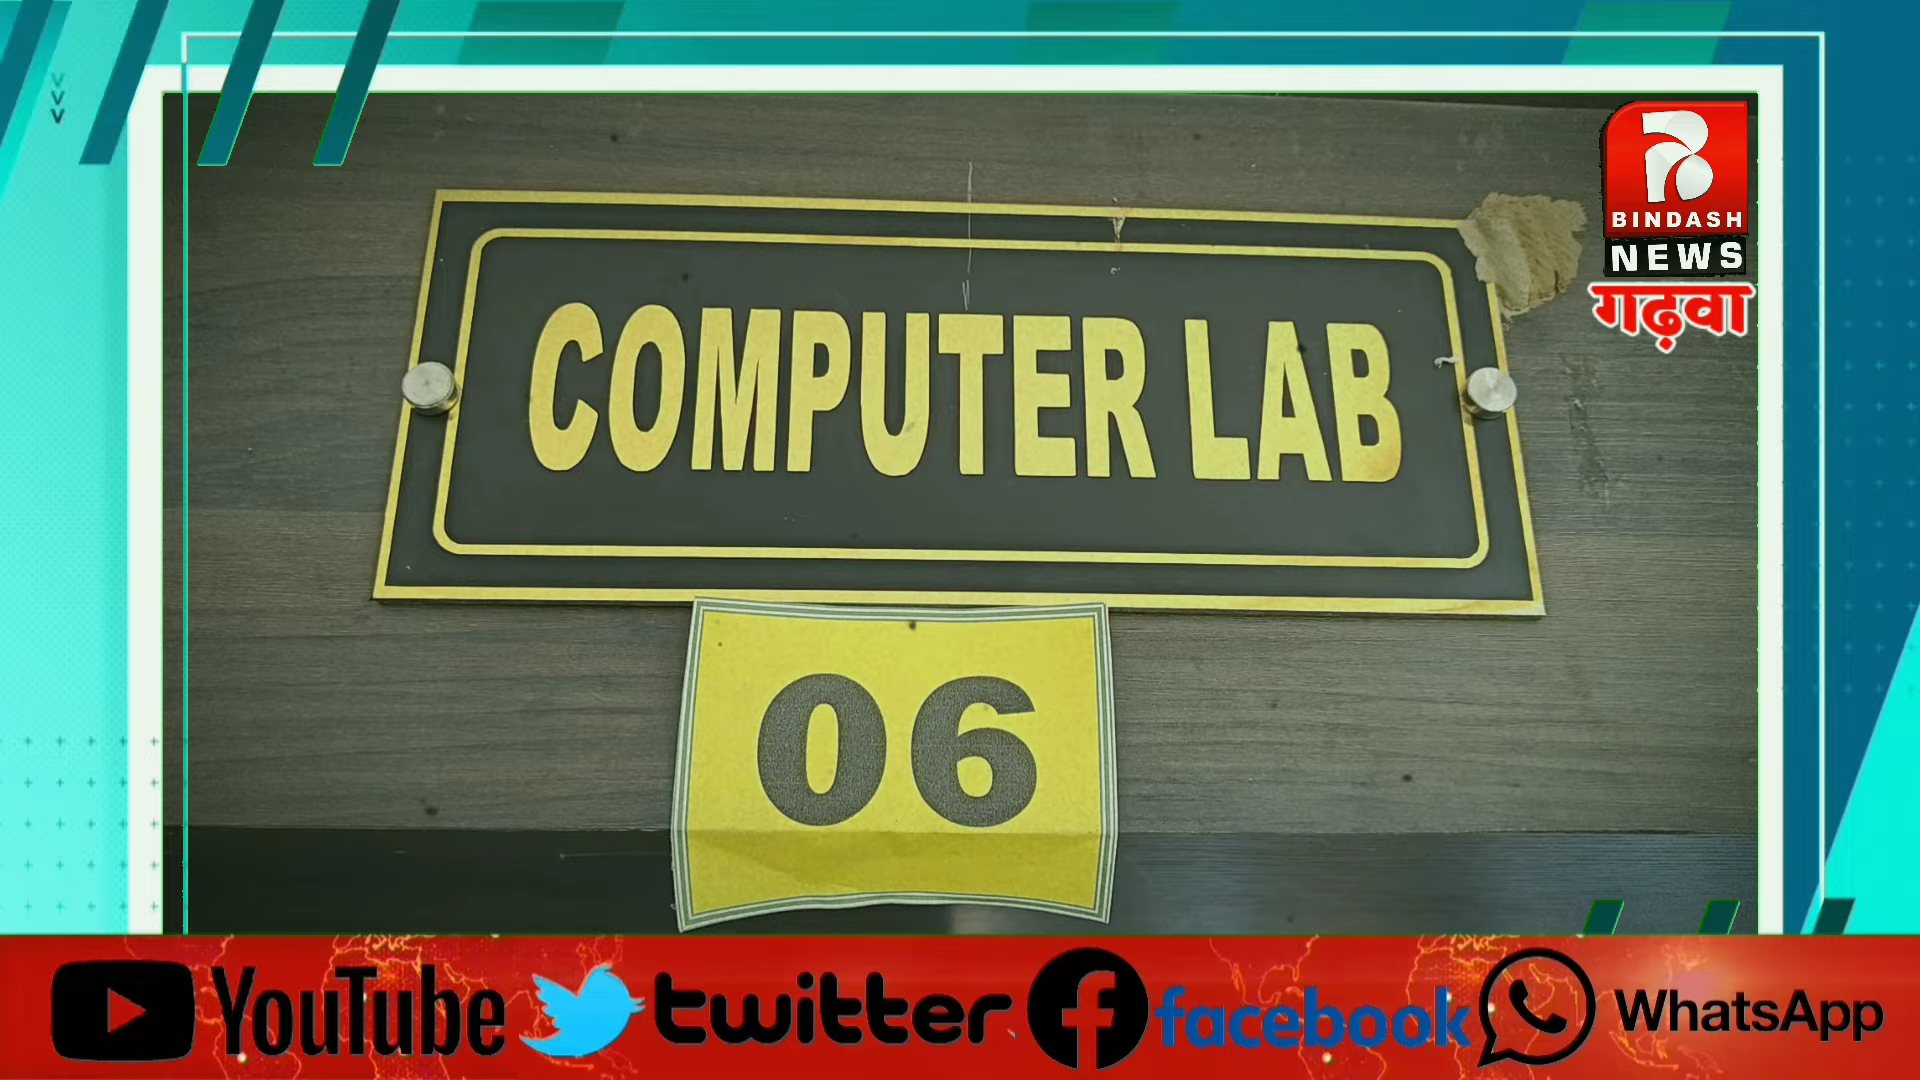 BINDASH
NEWS
गढ़वा
COMPUTER LAB
06
YouTube
twitter
facebook
WhatsApp